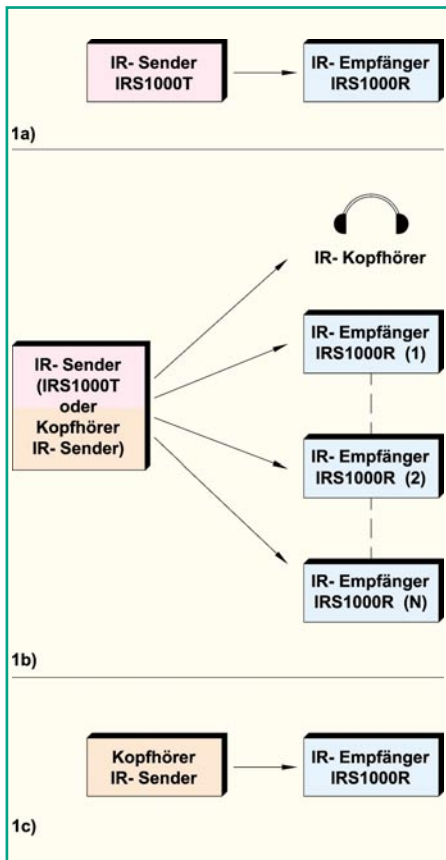 IR- Sender
IRS1000T
IR- Empfänger
IRS1000R
1a)
IR- Kopfhörer
IR- Sender
(IRS1000T
oder
Kopfhörer
IR- Sender)
IR- Empfänger
IRS1000R (1)
IR- Empfänger
IRS1000R (2)
IR- Empfänger
IRS1000R (N)
1b)
Kopfhörer
IR- Sender
IR- Empfänger
IRS1000R
1c)